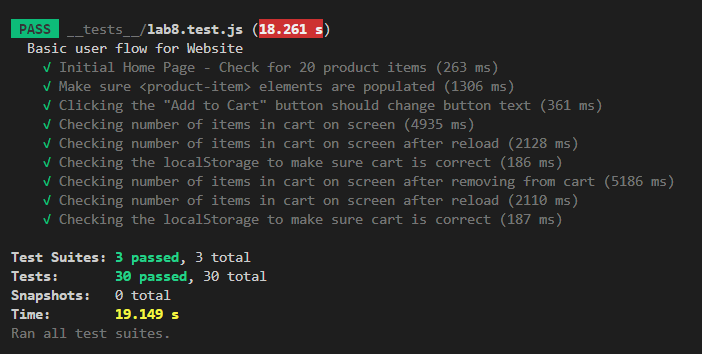 PASS __tests__/lab8.test.js (18.261 s)
Basic user flow for Website
√ Initial Home Page - Check for 20 product items (263 ms)
√ Make sure <product-item> elements are populated (1306 ms)
√ Clicking the "Add to Cart" button should change button text (361 ms)
√ Checking number of items in cart on screen (4935 ms)
√ Checking number of items in cart on screen after reload (2128 ms)
√ Checking the localStorage to make sure cart is correct (186 ms)
√ Checking number of items in cart on screen after removing from cart (5186 ms)
√ Checking number of items in cart on screen after reload (2110 ms)
√ Checking the localStorage to make sure cart is correct (187 ms)
Test Suites: 3 passed, 3 total
Tests: 30 passed, 30 total
Snapshots: 0 total
Time: 19.149 s
Ran all test suites.